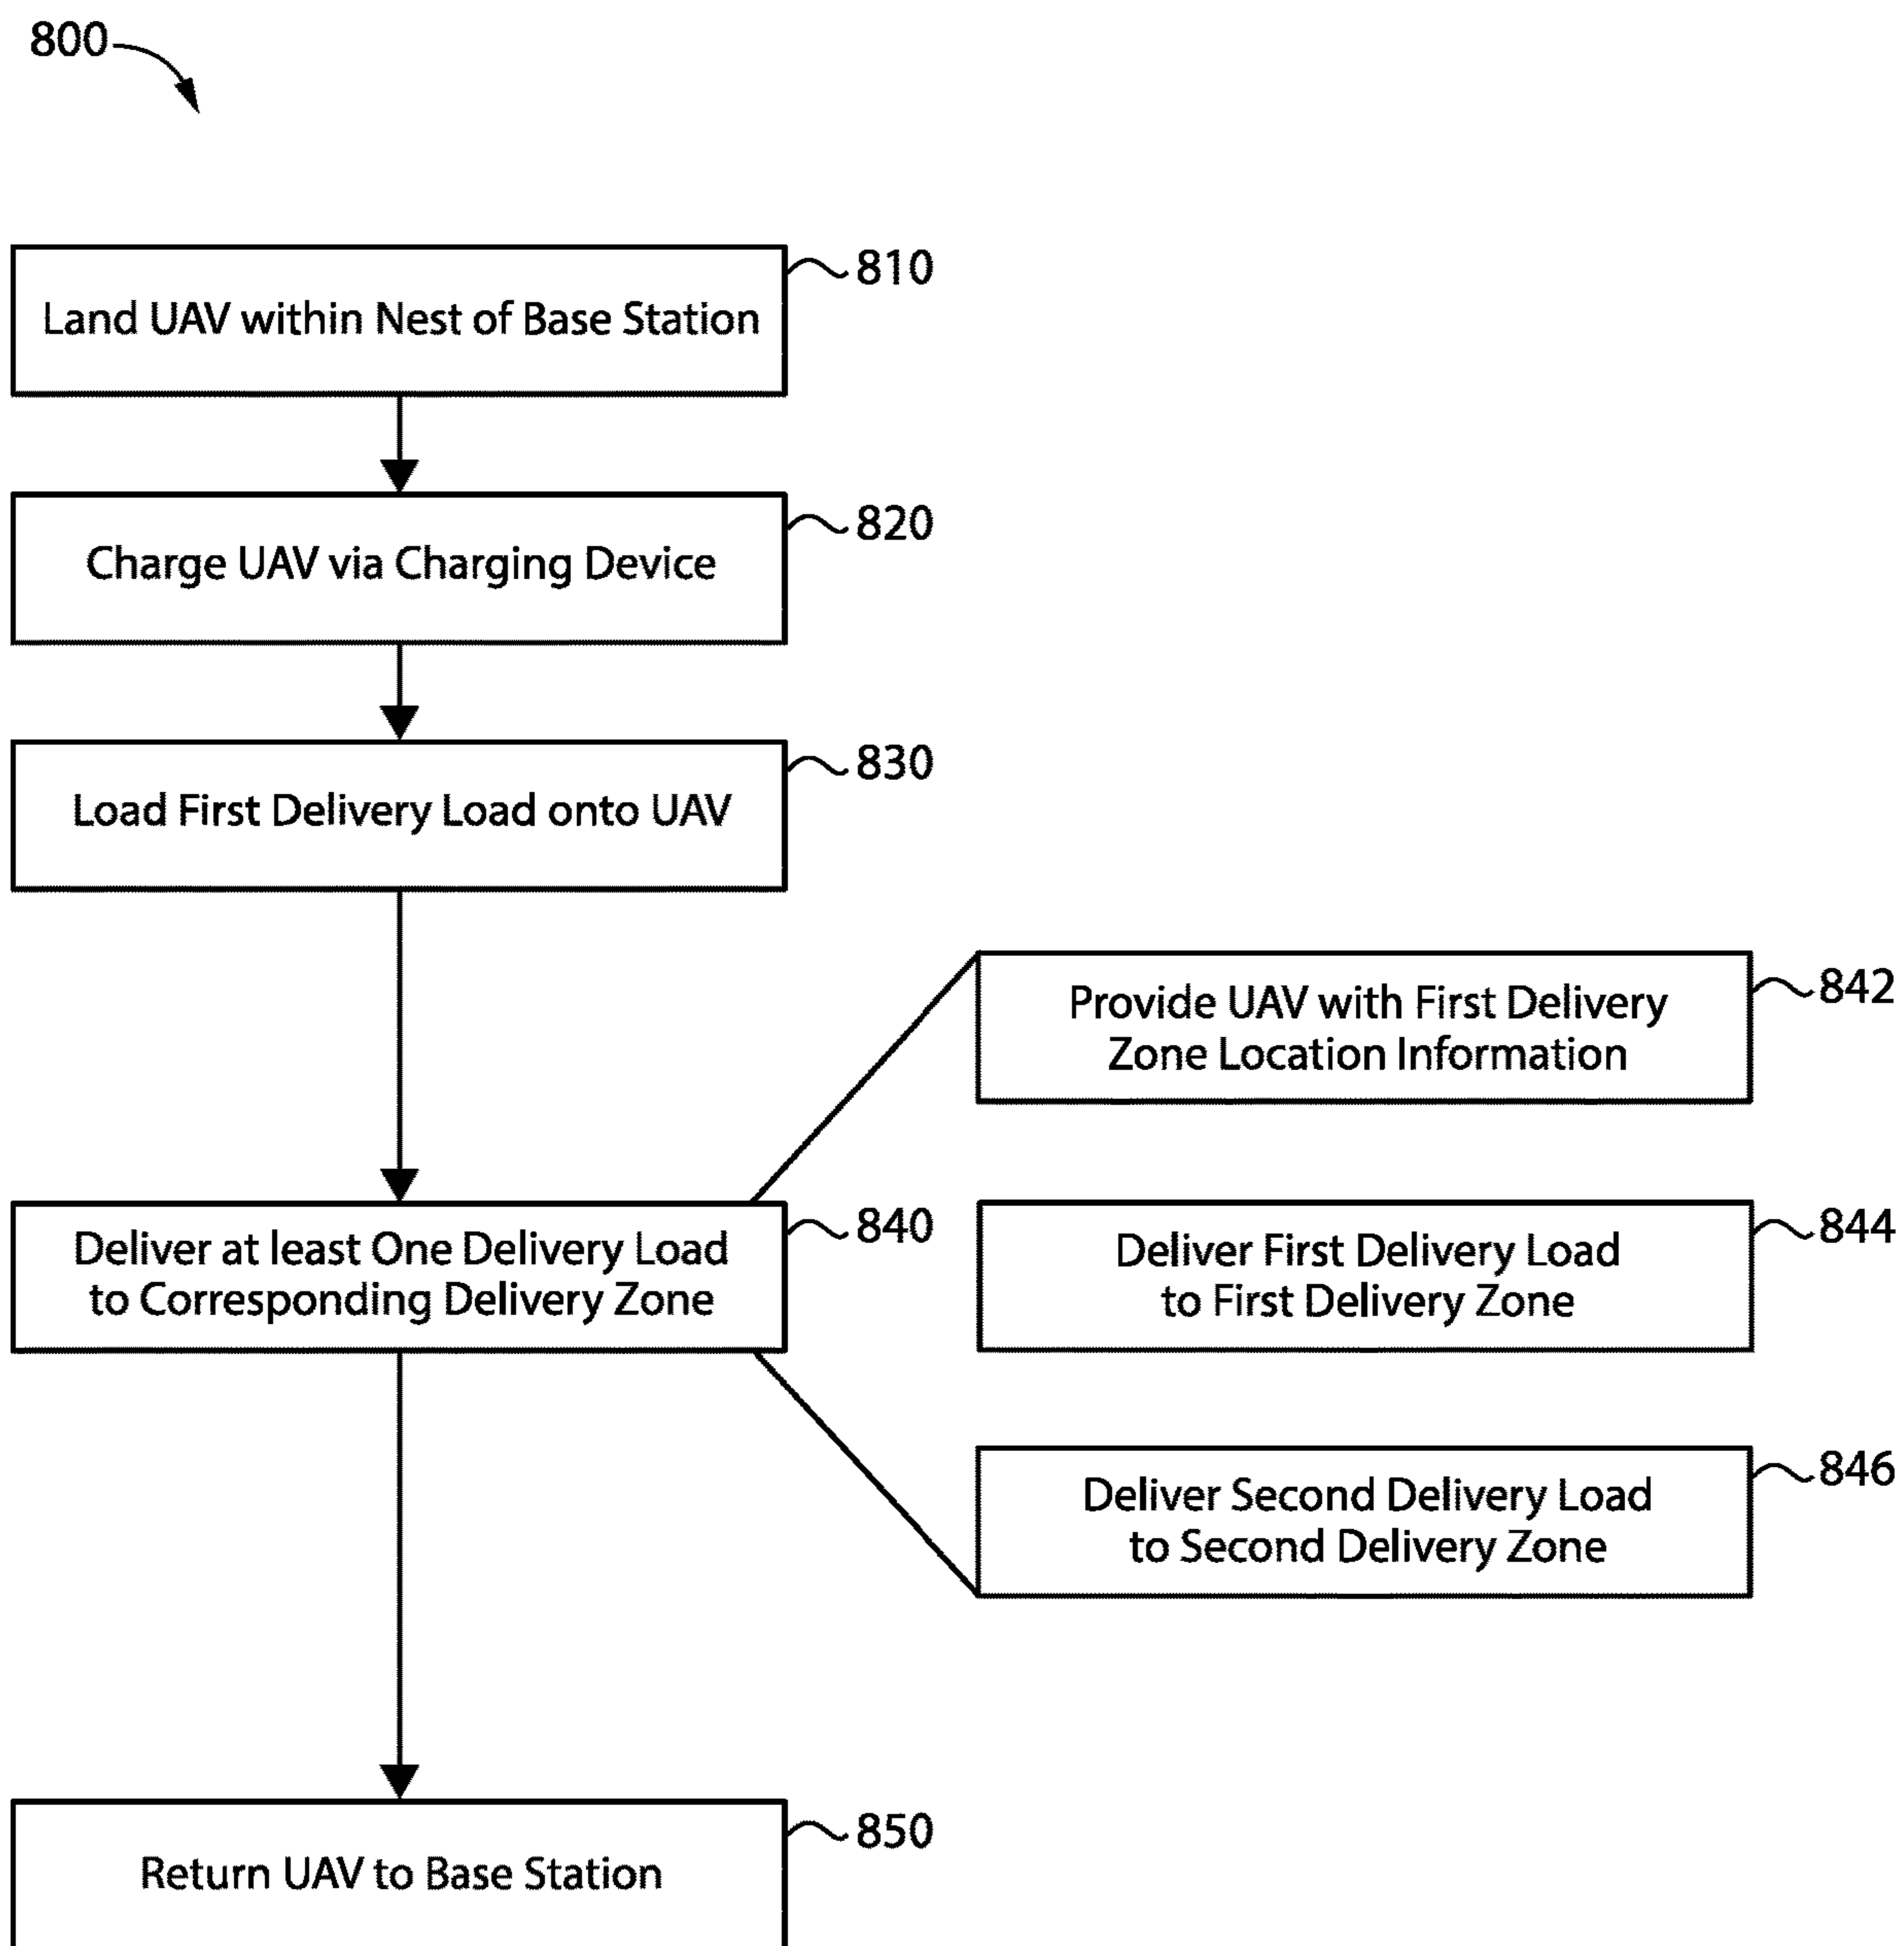 800
810
Land UAV within Nest of Base Station
820
Charge UAV via Charging Device
830
Load First Delivery Load onto UAV
842
Provide UAV with First Delivery
Zone Location Information
840
Deliver at least One Delivery Load
to Corresponding Delivery Zone
844
Deliver First Delivery Load
to First Delivery Zone
846
Deliver Second Delivery Load
to Second Delivery Zone
850
Return UAV to Base Station